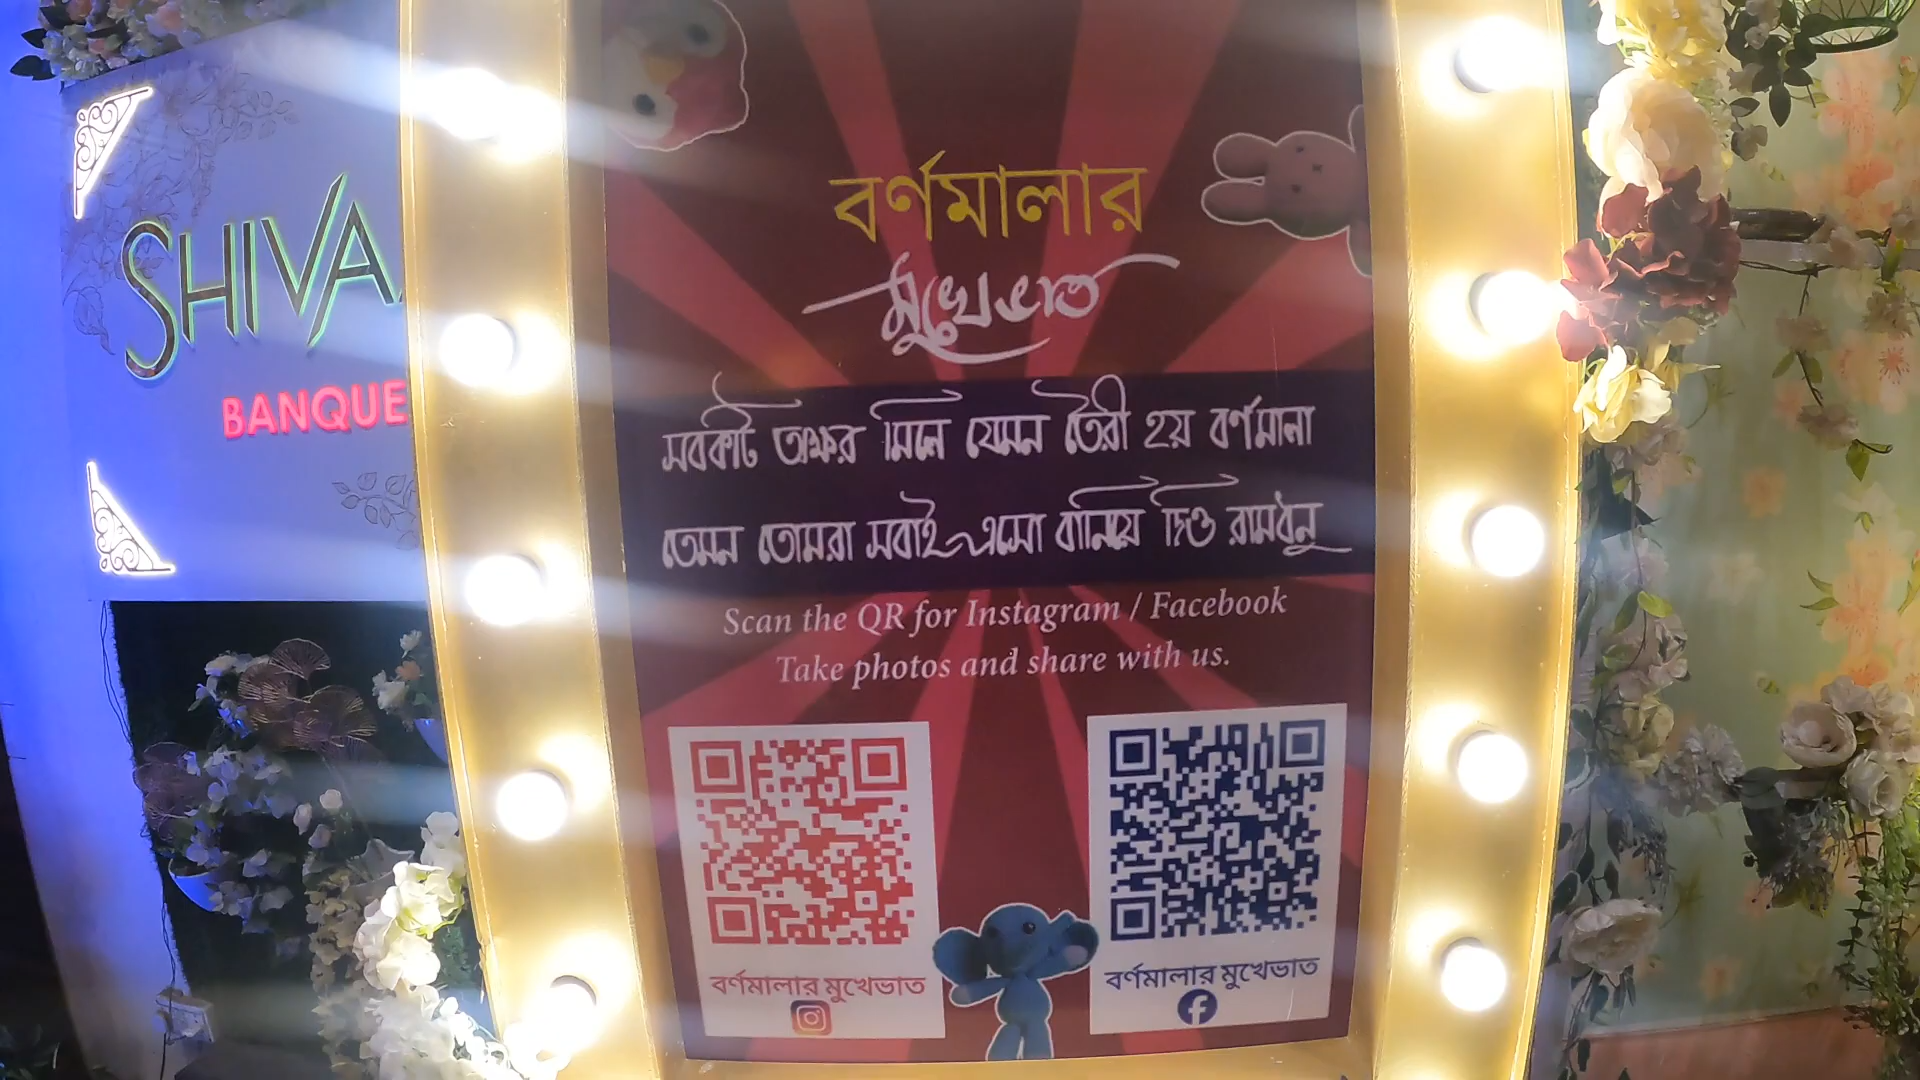 SHIVA
BANQUE
বর্ণমালার
মুখেভাত
সবকটি অক্ষর মিলে যেমন তৈরী হয় বর্ণমালা
তেমন তোমরা সবাই এসো বানিয়ে দিও রামধনু
Scan the QR for Instagram / Facebook
Take photos and share with us.
বর্ণমালার মুখেভাত
বর্ণমালার মুখেভাত